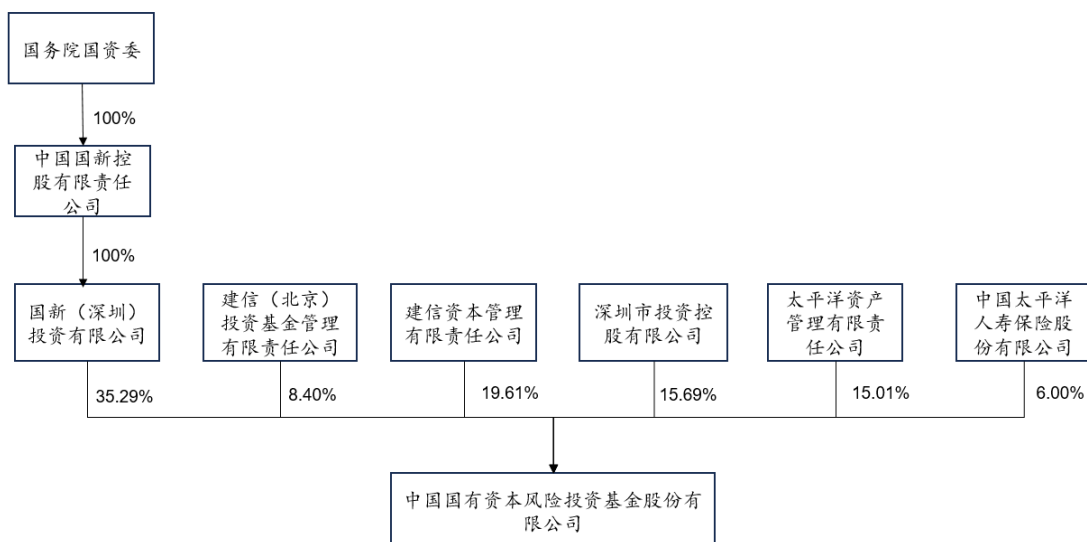 国务院国资委
100%
中国国新控
股有限责任
公司
100%
国新（深圳）
投资有限公司
建信（北京）
投资基金管理
有限责任公司
建信资本管理
有限责任公司
深圳市投资控
股有限公司
太平洋资产
管理有限责
任公司
中国太平洋
人寿保险股
份有限公司
35.29%
8.40%
19.61%
15.69%
15.01%
6.00%
中国国有资本风险投资基金股份有
限公司